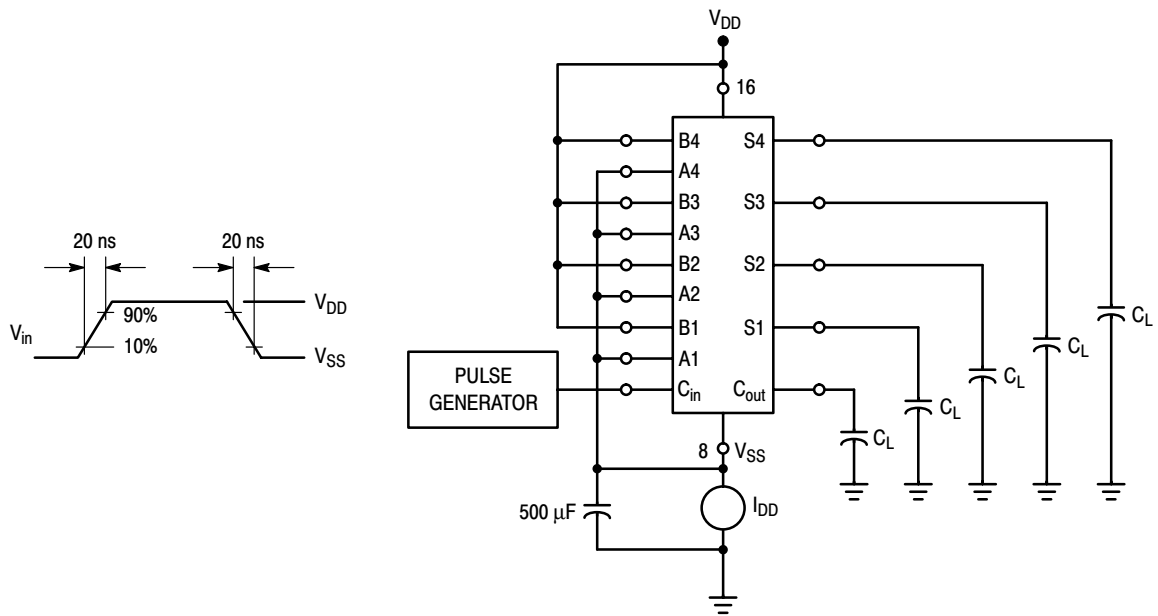 20 ns
20 ns
V_in
90%
10%
V_DD
V_SS
V_DD
16
B4
A4
B3
A3
B2
A2
B1
A1
C_in
S4
S3
S2
S1
C_out
PULSE
GENERATOR
8
V_SS
500 μF
I_DD
C_L
C_L
C_L
C_L
C_L